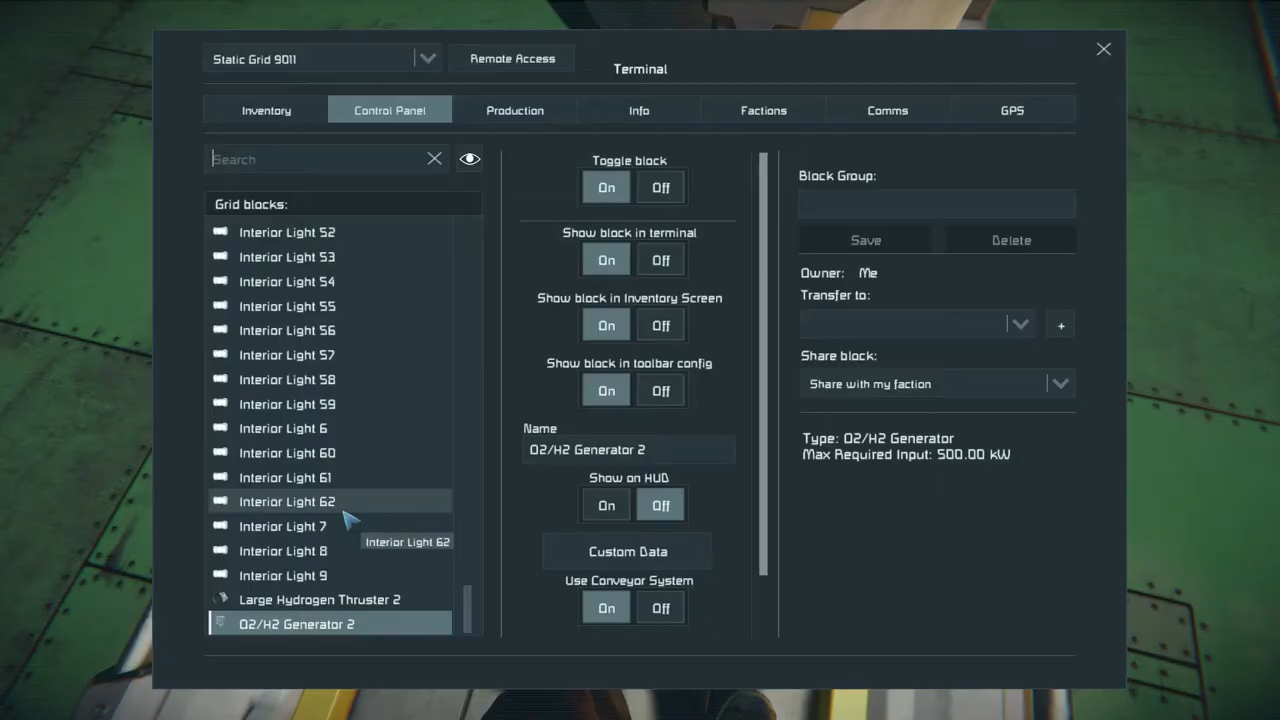 Static Grid 9011
Remote Access
Terminal
Inventory
Control Panel
Production
Info
Factions
Comms
GPS
Search
Grid blocks:
Interior Light 52
Interior Light 53
Interior Light 54
Interior Light 55
Interior Light 56
Interior Light 57
Interior Light 58
Interior Light 59
Interior Light 6
Interior Light 60
Interior Light 61
Interior Light 62
Interior Light 62
Interior Light 7
Interior Light 8
Interior Light 9
Large Hydrogen Thruster 2
O2/H2 Generator 2
Toggle block
On Off
Show block in terminal
On Off
Show block in Inventory Screen
On Off
Show block in toolbar config
On Off
Name
O2/H2 Generator 2
Show on HUD
On Off
Custom Data
Use Conveyor System
On Off
Block Group:
Save
Delete
Owner: Me
Transfer to:
+
Share block:
Share with my faction
Type: O2/H2 Generator
Max Required Input: 500.00 kW